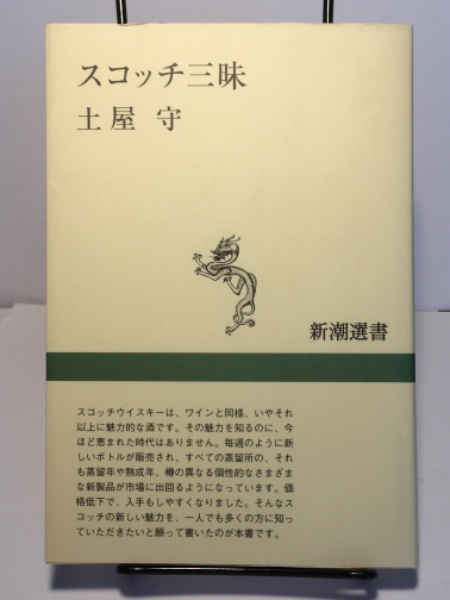 スコッチ三昧
土屋 守
新潮選書
スコッチウイスキーは、ワインと同様、いやそれ
以上に魅力的な酒です。その魅力を知るのに、今
ほど恵まれた時代はありません。毎週のように新
しいボトルが販売され、すべての蒸留所の、それ
も蒸留年や熟成年、樽の異なる個性的なさまざま
な新製品が市場に出回るようになっています。価
格低下で、入手もしやすくなりました。そんなス
コッチの新しい魅力を、一人でも多くの方に知っ
ていただきたいと願って書いたのが本書です。